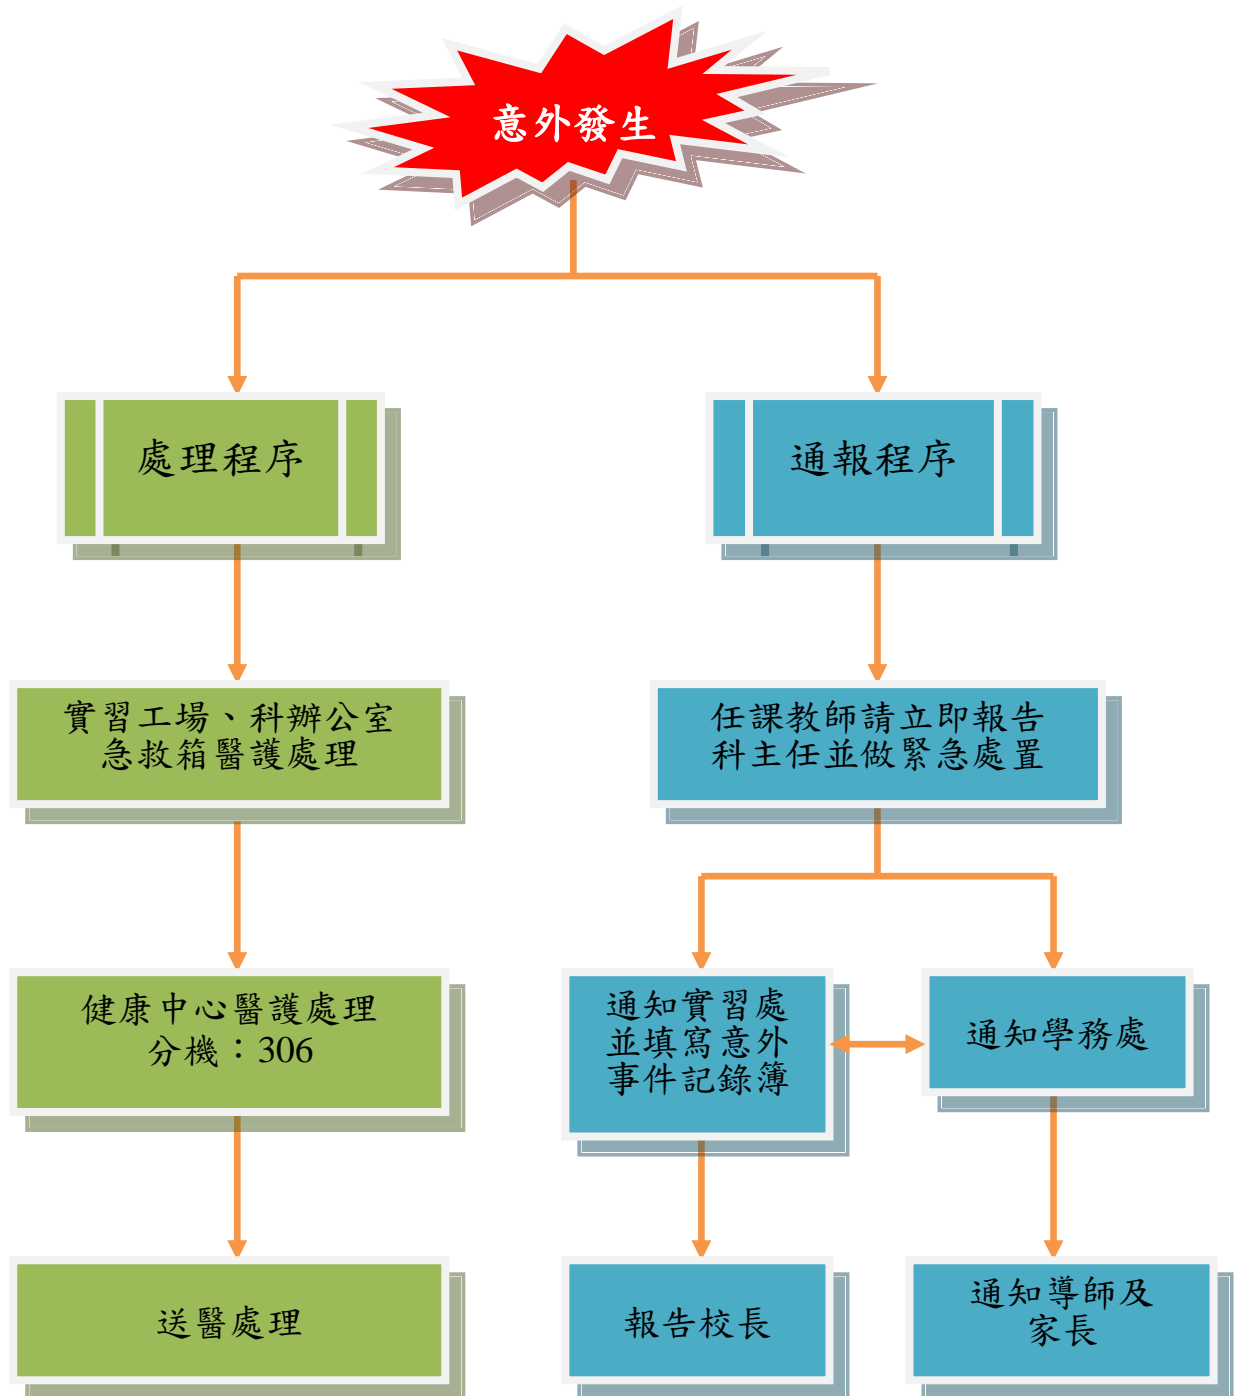 意外發生
處理程序
通報程序
實習工場、科辦公室
急救箱醫護處理
任課教師請立即報告
科主任並做緊急處置
健康中心醫護處理
分機：306
通知實習處
並填寫意外
事件記錄簿
通知學務處
送醫處理
報告校長
通知導師及
家長